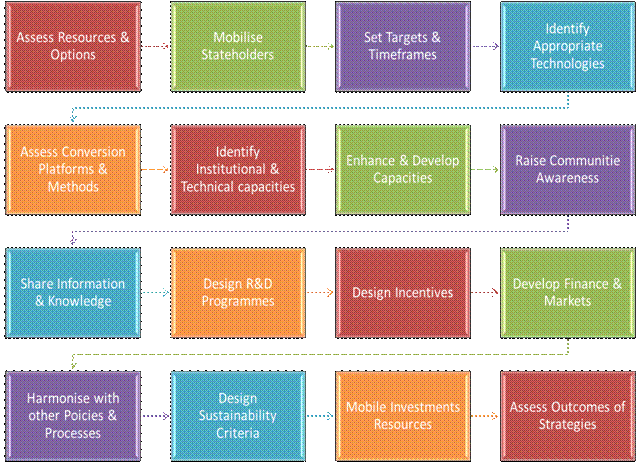 Assess Resources &
Options
Mobilise
Stateholders
Set Targets &
Timeframes
Identify
Appropriate
Technologies
Assess Conversion
Platforms &
Methods
Identify
Institutional &
Technical capacities
Enhance & Develop
Capacities
Raise Communitie
Awareness
Share Information
& Knowledge
Design R&D
Programmes
Design Incentives
Develop Finance &
Markets
Harmonise with
other Poicies &
Processes
Design
Sustainability
Criteria
Mobile Investments
Resources
Assess Outcomes of
Strategies